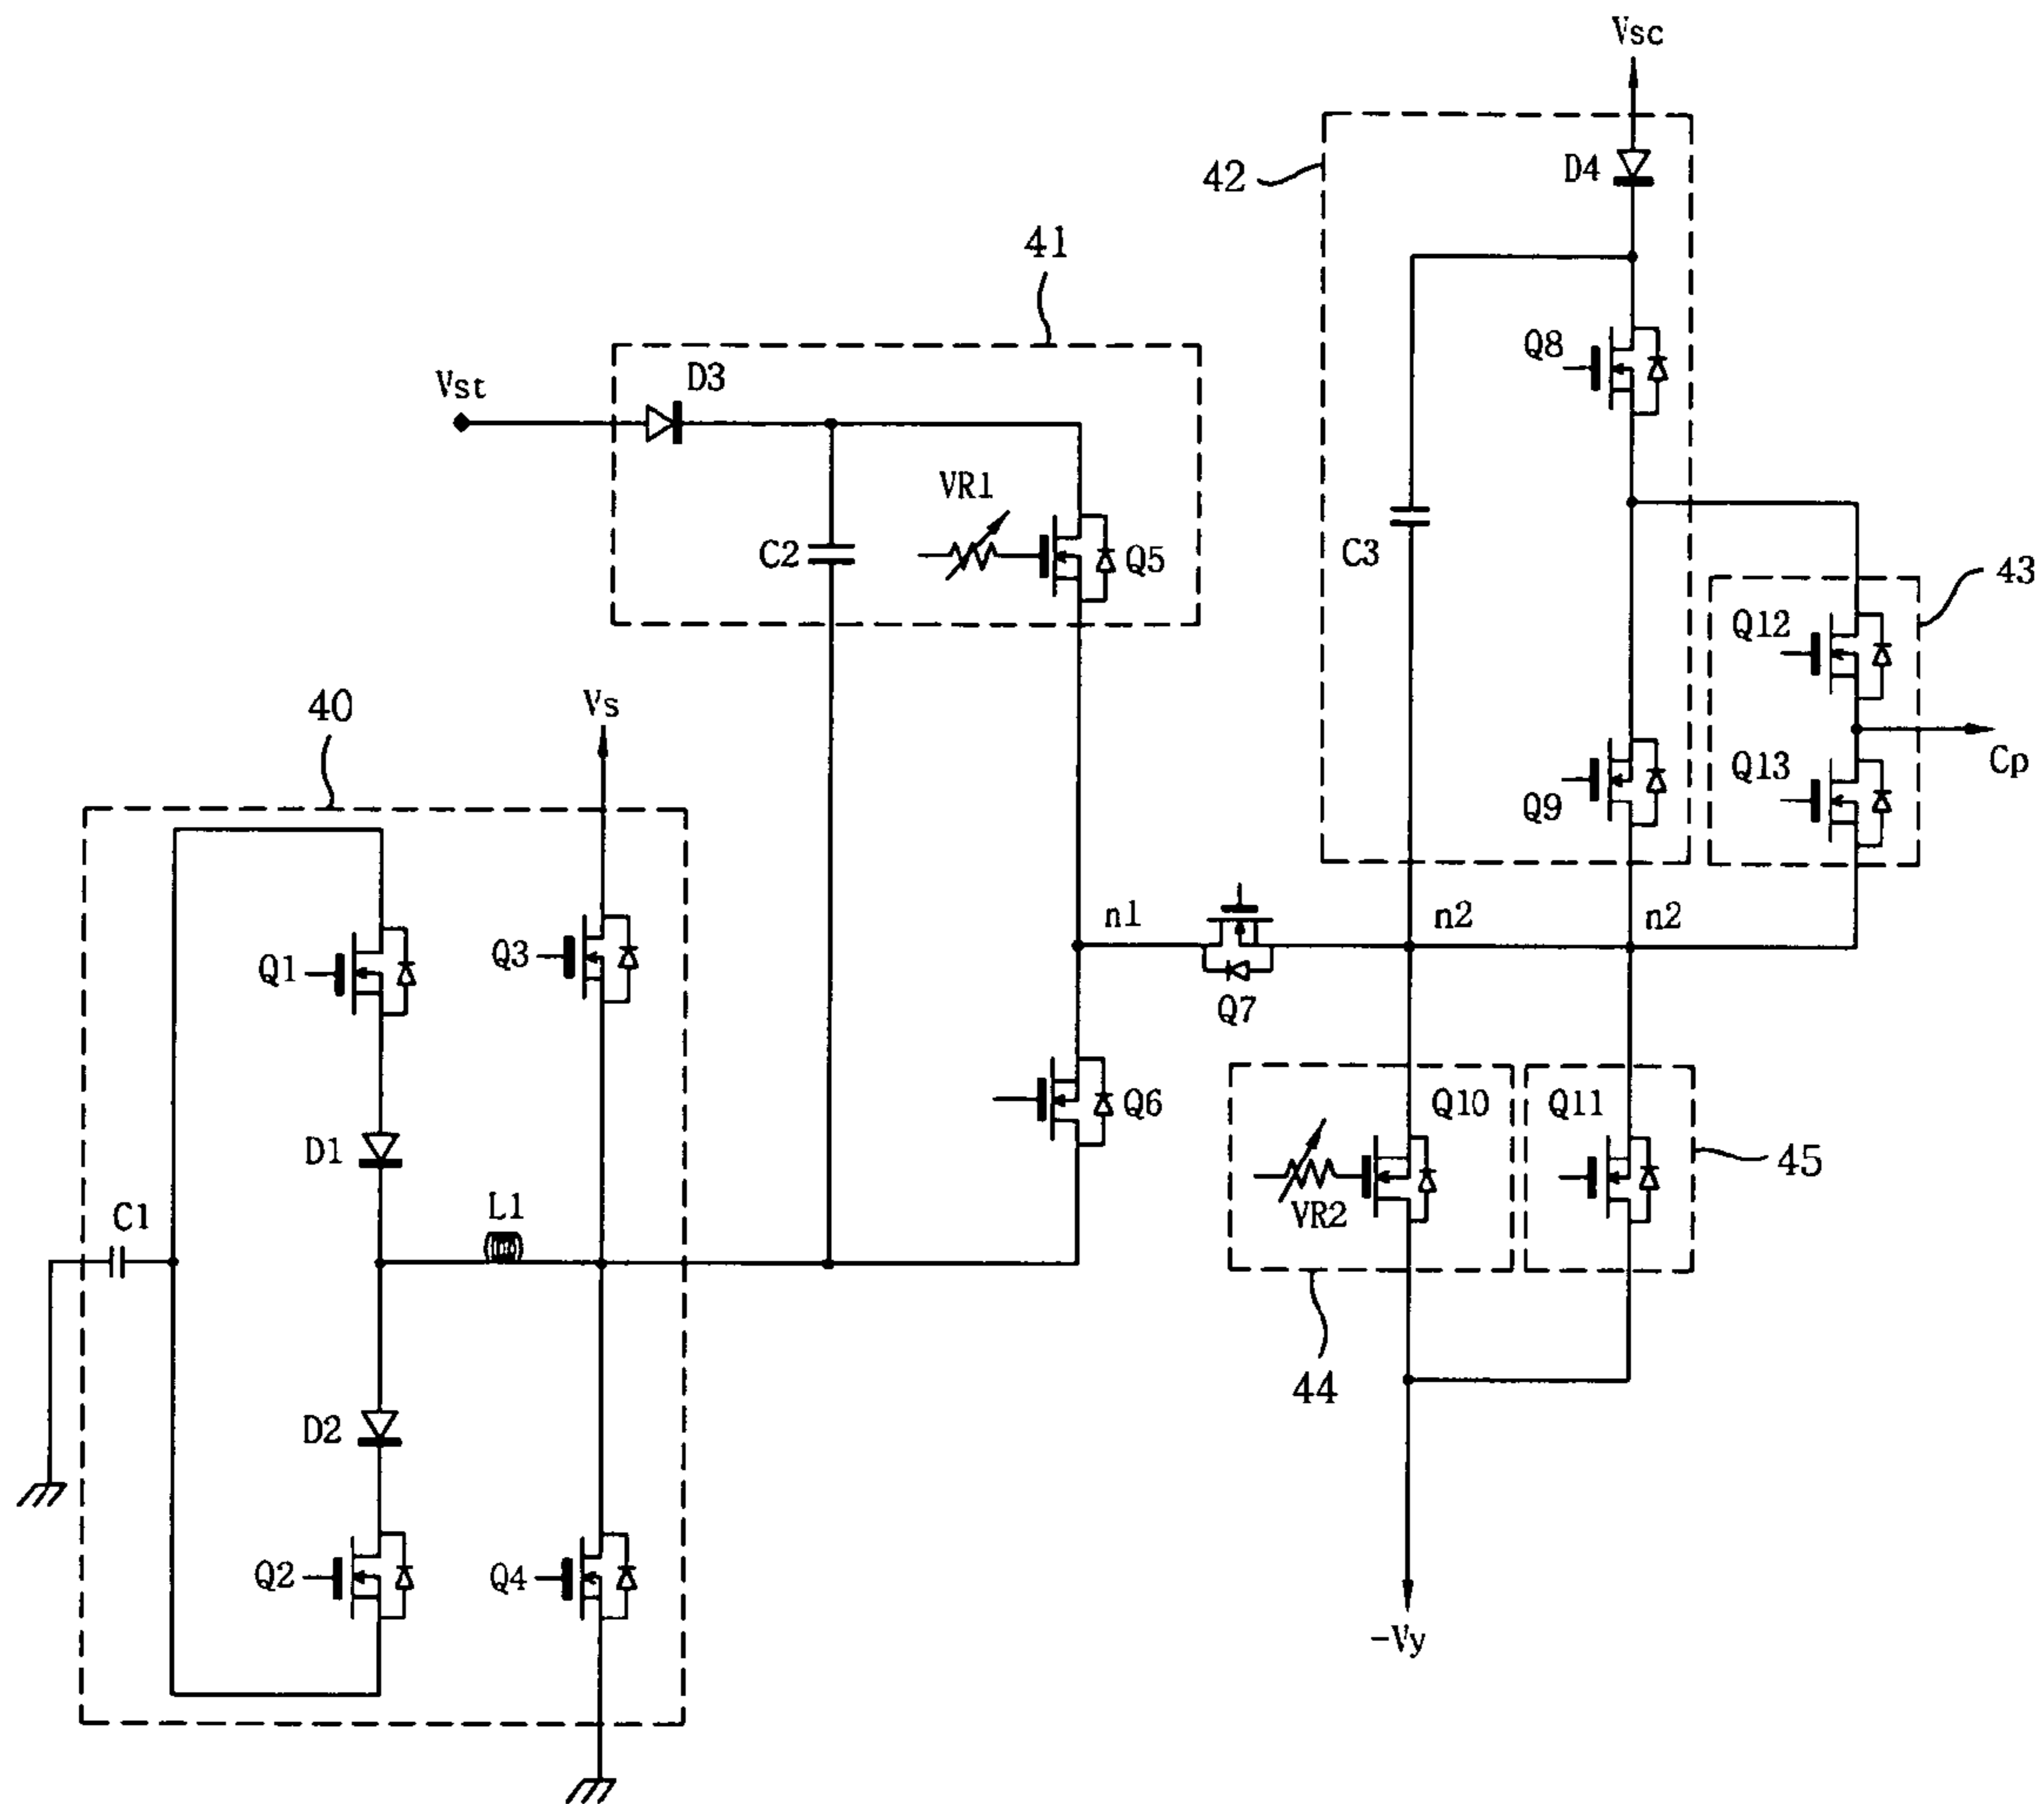 Vsc
42
D4
41
Q8
Vst
D3
VR1
C2
Q5
C3
43
Q12
Cp
Q13
Q9
40
Vs
n1
n2
n2
Q1
Q3
Q7
Q6
Q10
Q11
D1
45
C1
L1
VR2
44
D2
Q2
Q4
-Vy